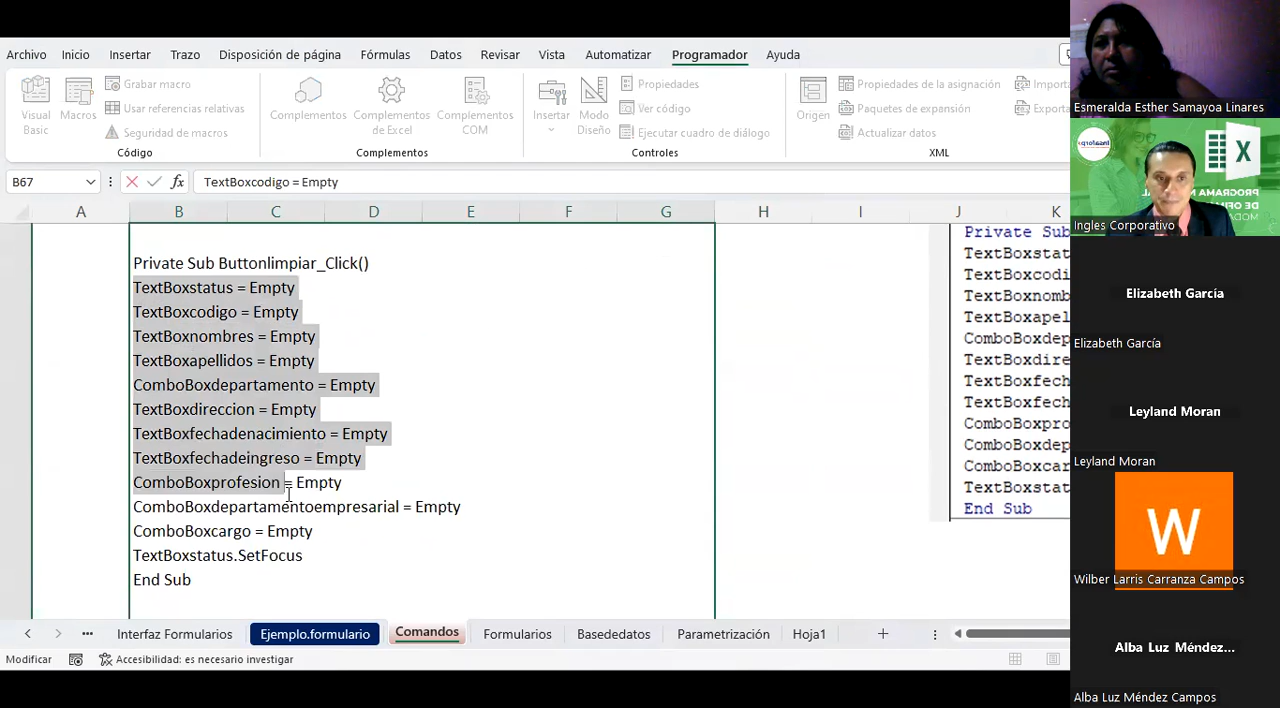 Archivo Inicio Insertar Trazo Disposición de página Fórmulas Datos Revisar Vista Automatizar Programador Ayuda
Visual Basic
Macros
Grabar macro
Usar referencias relativas
Seguridad de macros
Código
Complementos
Complementos de Excel
Complementos COM
Complementos
Insertar
Modo Diseño
Propiedades
Ver código
Ejecutar cuadro de diálogo
Controles
Origen
Propiedades de la asignación
Paquetes de expansión
Actualizar datos
Import
Export
XML
B67 fx TextBoxcodigo = Empty
A B C D E F G H I J K
Private Sub Buttonlimpiar_Click()
TextBoxstatus = Empty
TextBoxcodigo = Empty
TextBoxnombres = Empty
TextBoxapellidos = Empty
ComboBoxdepartamento = Empty
TextBoxdireccion = Empty
TextBoxfechadenacimiento = Empty
TextBoxfechadeingreso = Empty
ComboBoxprofesion = Empty
ComboBoxdepartamentoempresarial = Empty
ComboBoxcargo = Empty
TextBoxstatus.SetFocus
End Sub
Private Sub
TextBoxstat
TextBoxcodi
TextBoxnomb
TextBoxapel
ComboBoxdep
TextBoxdire
TextBoxfech
TextBoxfech
ComboBoxpro
ComboBoxdep
ComboBoxcar
TextBoxstat
End Sub
Interfaz Formularios Ejemplo.formulario Comandos Formularios Basededatos Parametrización Hoja1
Modificar Accesibilidad: es necesario investigar
Esmeralda Esther Samayoa Linares
Ingles Corporativo
Elizabeth García
Elizabeth García
Leyland Moran
Leyland Moran
W
Wilber Larris Carranza Campos
Alba Luz Méndez...
Alba Luz Méndez Campos